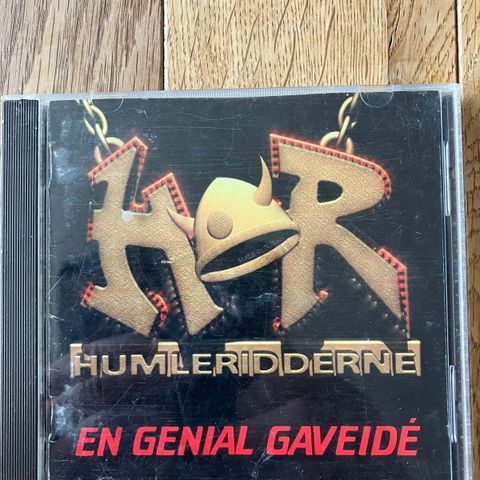 HR
HUMLERIDDERNE
EN GENIAL GAVEIDÉ